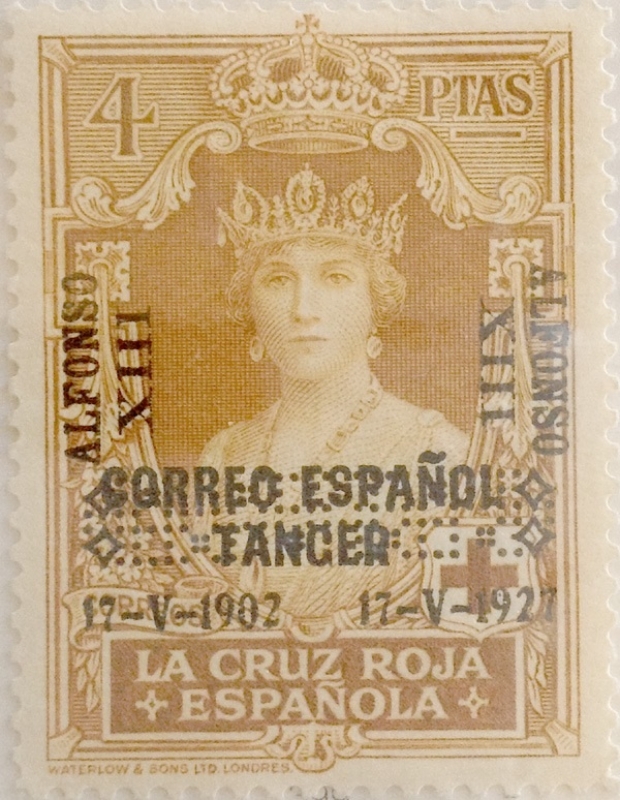 4 PTAS
ALFONSO
XIII
XIII
ALFONSO
CORREO ESPAÑOL
TANGER
17-V-1902 17-V-1927
LA CRUZ ROJA
ESPAÑOLA
WATERLOW & SONS LTD. LONDRES.